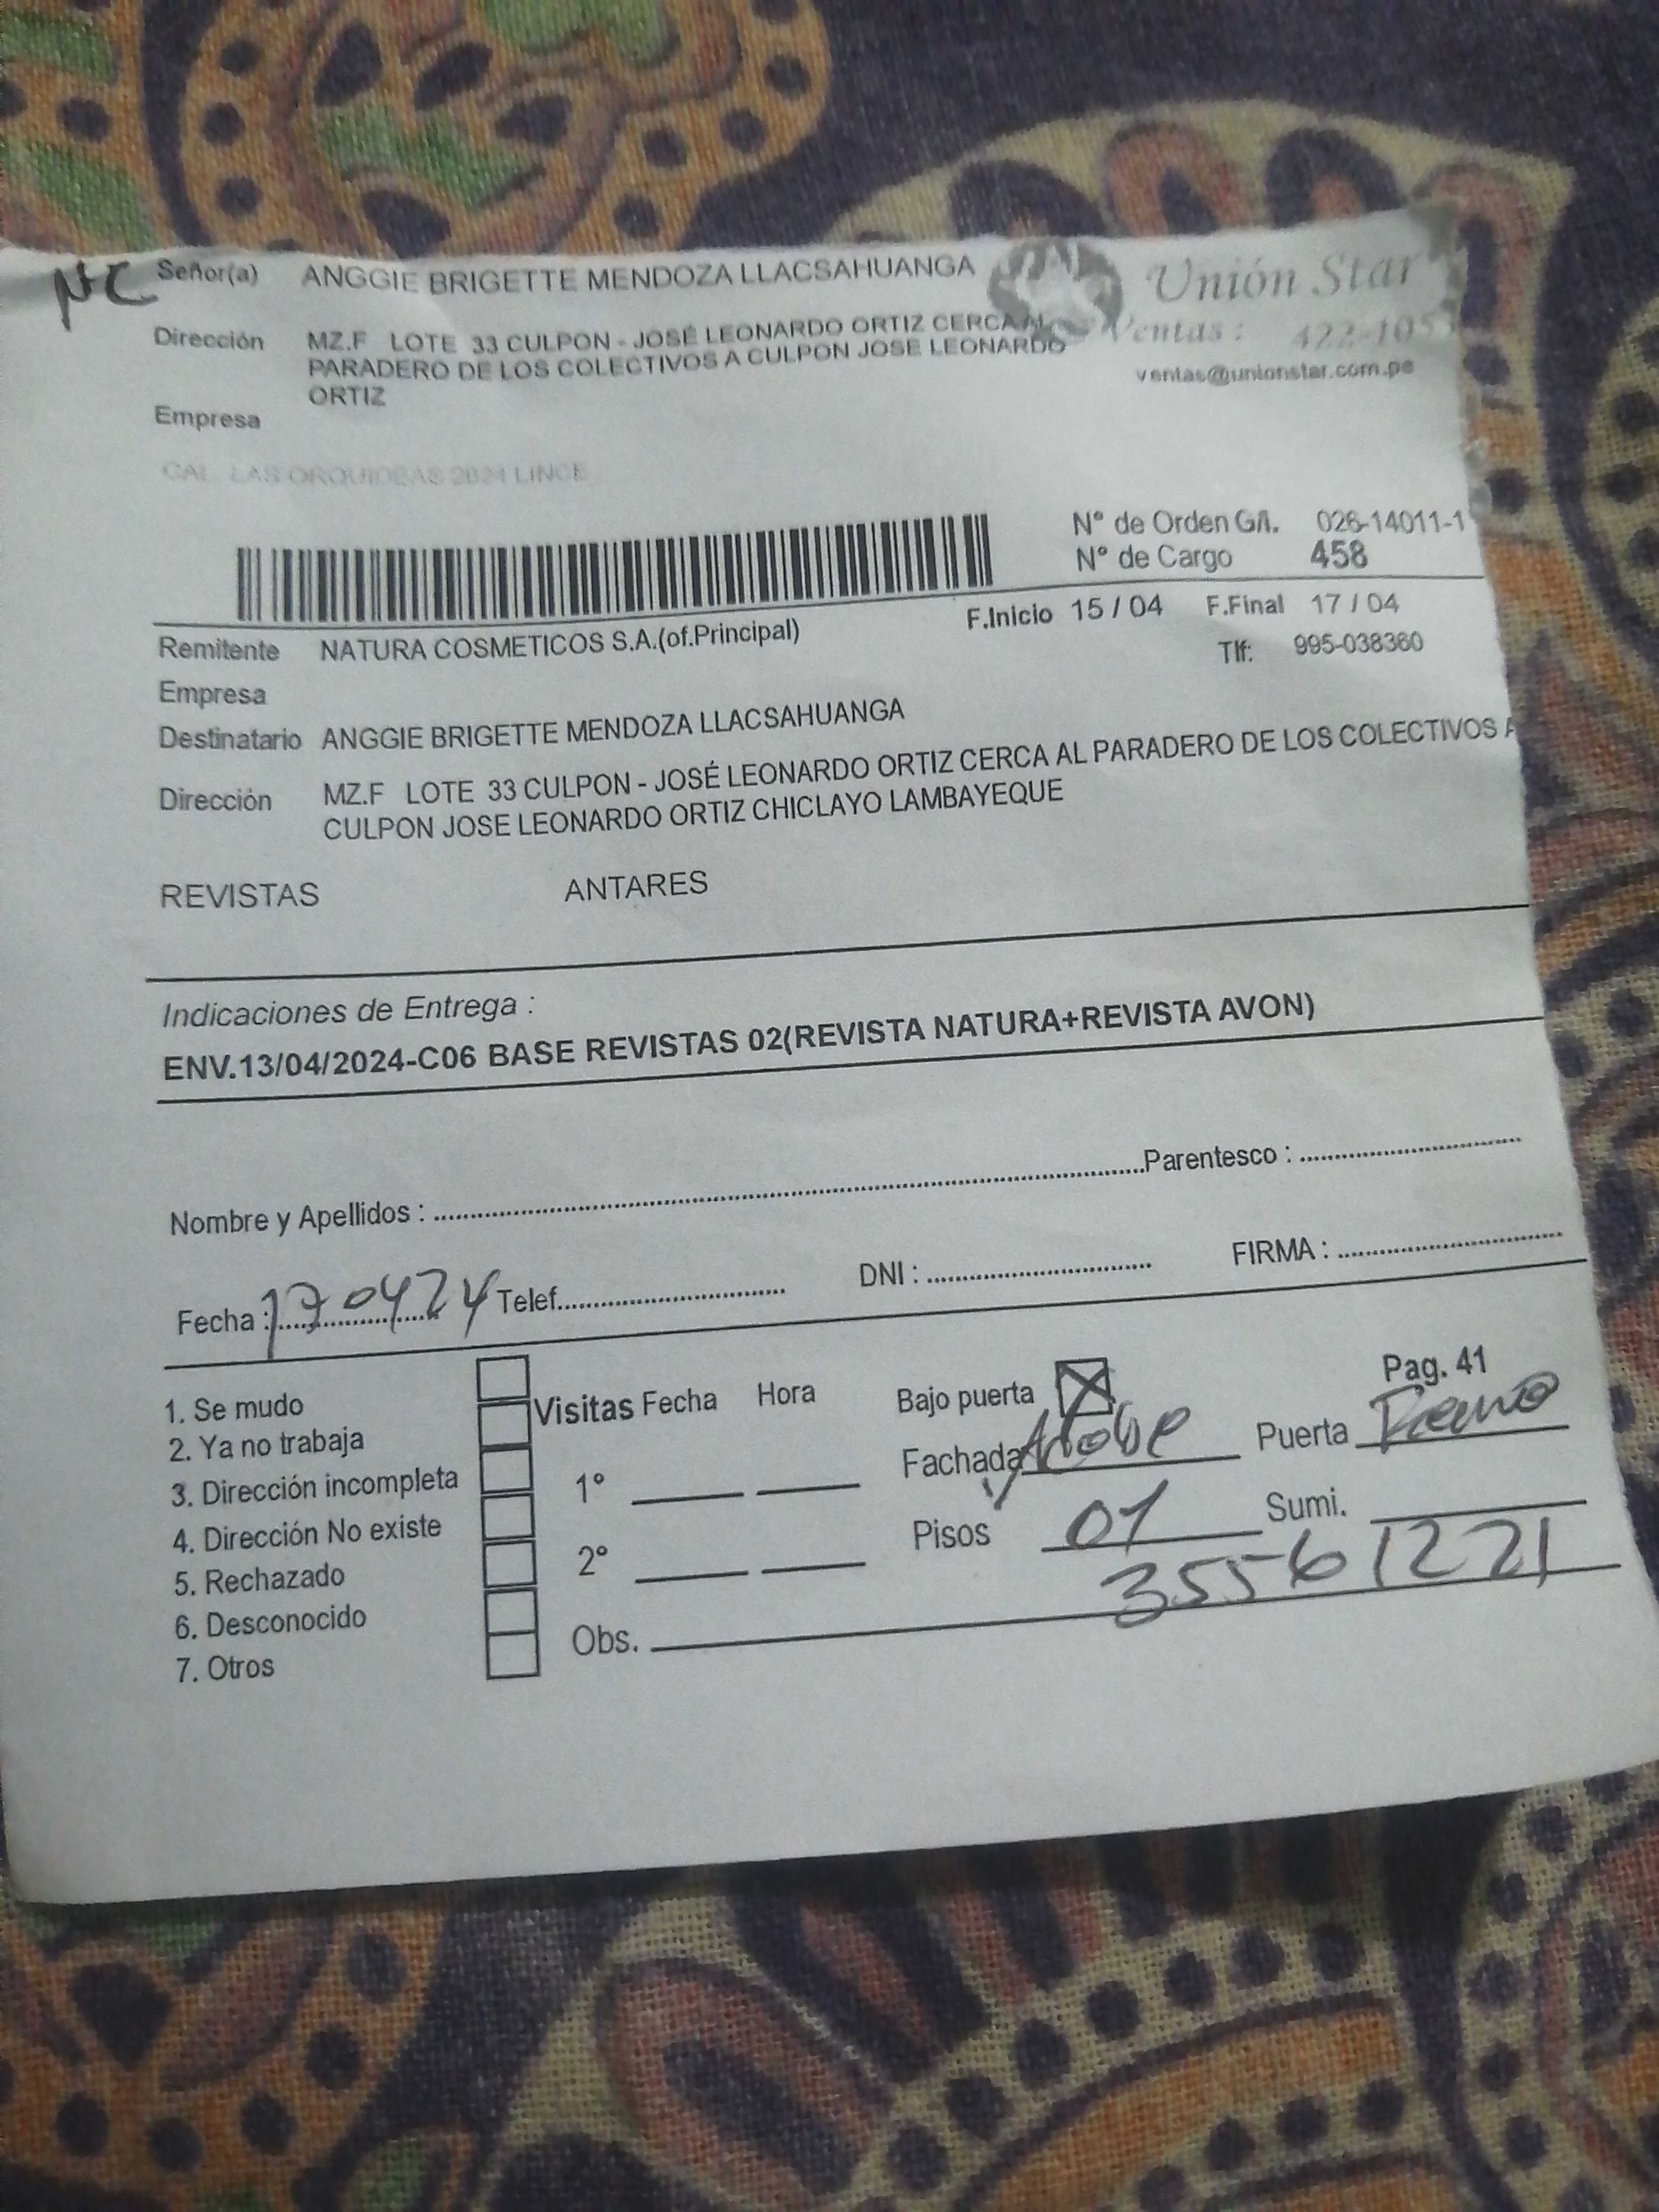 NC
Señor(a) ANGGIE BRIGETTE MENDOZA LLACSAHUANGA
Unión Star
Dirección MZ.F LOTE 33 CULPON - JOSÉ LEONARDO ORTIZ CERCA AL
Ventas: 422-105
PARADERO DE LOS COLECTIVOS A CULPON JOSE LEONARDO
ventas@unionstar.com.pe
ORTIZ
Empresa
CAL. LAS ORQUIDEAS 2024 LINCE
N° de Orden G/I. 026-14011-1
N° de Cargo 458
F.Inicio 15 / 04 F.Final 17 / 04
Remitente NATURA COSMETICOS S.A.(of.Principal)
Tlf: 995-038360
Empresa
Destinatario ANGGIE BRIGETTE MENDOZA LLACSAHUANGA
Dirección MZ.F LOTE 33 CULPON - JOSÉ LEONARDO ORTIZ CERCA AL PARADERO DE LOS COLECTIVOS A
CULPON JOSE LEONARDO ORTIZ CHICLAYO LAMBAYEQUE
REVISTAS ANTARES
Indicaciones de Entrega :
ENV.13/04/2024-C06 BASE REVISTAS 02(REVISTA NATURA+REVISTA AVON)
Nombre y Apellidos : Parentesco :
Fecha : 170424 Telef. DNI : FIRMA :
Pag. 41
1. Se mudo
Visitas Fecha Hora
Bajo puerta X
2. Ya no trabaja
Fachada Adobe Puerta
3. Dirección incompleta
1°
4. Dirección No existe
Pisos 01 Sumi.
5. Rechazado
2°
35561221
6. Desconocido
Obs.
7. Otros